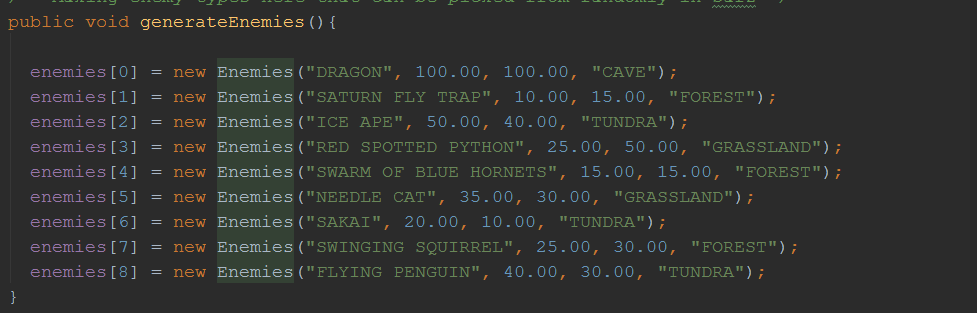 public void generateEnemies(){
enemies[0] = new Enemies("DRAGON", 100.00, 100.00, "CAVE");
enemies[1] = new Enemies("SATURN FLY TRAP", 10.00, 15.00, "FOREST");
enemies[2] = new Enemies("ICE APE", 50.00, 40.00, "TUNDRA");
enemies[3] = new Enemies("RED SPOTTED PYTHON", 25.00, 50.00, "GRASSLAND");
enemies[4] = new Enemies("SWARM OF BLUE HORNETS", 15.00, 15.00, "FOREST");
enemies[5] = new Enemies("NEEDLE CAT", 35.00, 30.00, "GRASSLAND");
enemies[6] = new Enemies("SAKAI", 20.00, 10.00, "TUNDRA");
enemies[7] = new Enemies("SWINGING SQUIRREL", 25.00, 30.00, "FOREST");
enemies[8] = new Enemies("FLYING PENGUIN", 40.00, 30.00, "TUNDRA");
}